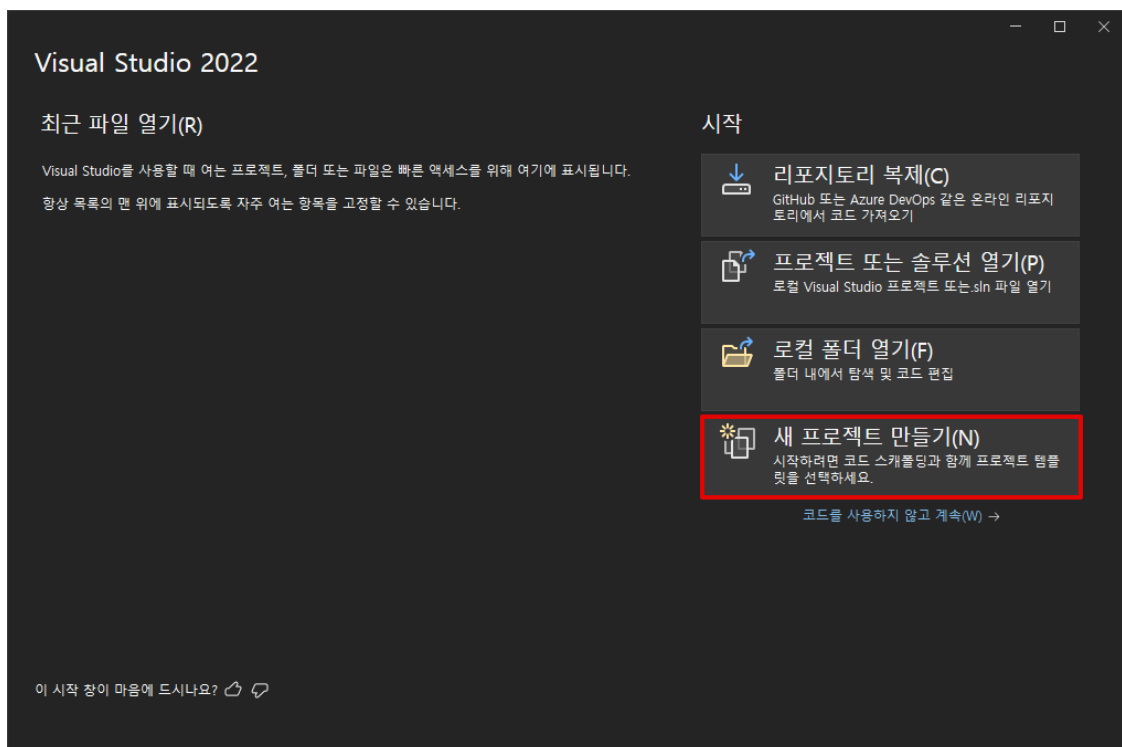 Visual Studio 2022
최근 파일 열기(R)
Visual Studio를 사용할 때 여는 프로젝트, 폴더 또는 파일은 빠른 액세스를 위해 여기에 표시됩니다.
항상 목록의 맨 위에 표시되도록 자주 여는 항목을 고정할 수 있습니다.
시작
리포지토리 복제(C)
GitHub 또는 Azure DevOps 같은 온라인 리포지
토리에서 코드 가져오기
프로젝트 또는 솔루션 열기(P)
로컬 Visual Studio 프로젝트 또는.sln 파일 열기
로컬 폴더 열기(F)
폴더 내에서 탐색 및 코드 편집
새 프로젝트 만들기(N)
시작하려면 코드 스캐폴딩과 함께 프로젝트 템플
릿을 선택하세요.
코드를 사용하지 않고 계속(W) →
이 시작 창이 마음에 드시나요?